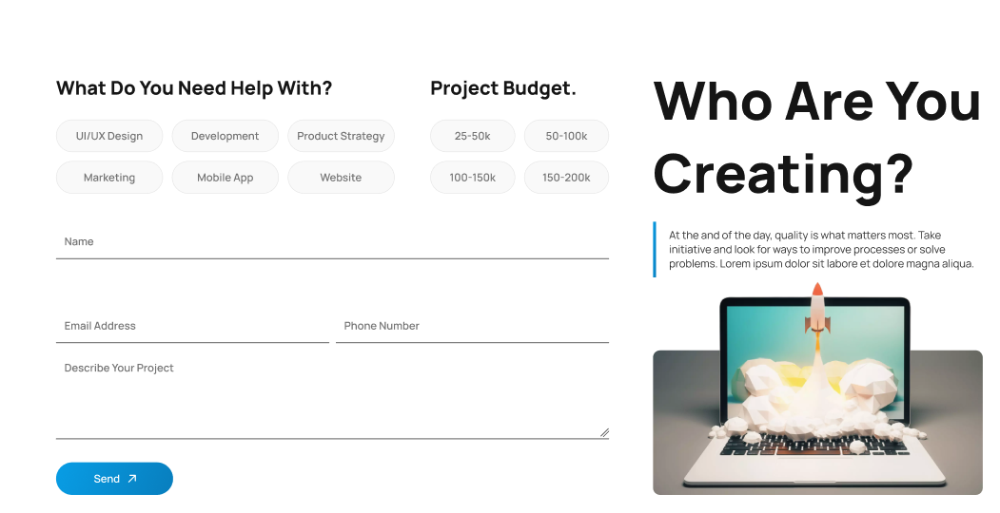 What Do You Need Help With?
UI/UX Design
Development
Product Strategy
Marketing
Mobile App
Website
Project Budget.
25-50k
50-100k
100-150k
150-200k
Name
Email Address
Phone Number
Describe Your Project
Send
Who Are You
Creating?
At the and of the day, quality is what matters most. Take
initiative and look for ways to improve processes or solve
problems. Lorem ipsum dolor sit labore et dolore magna aliqua.